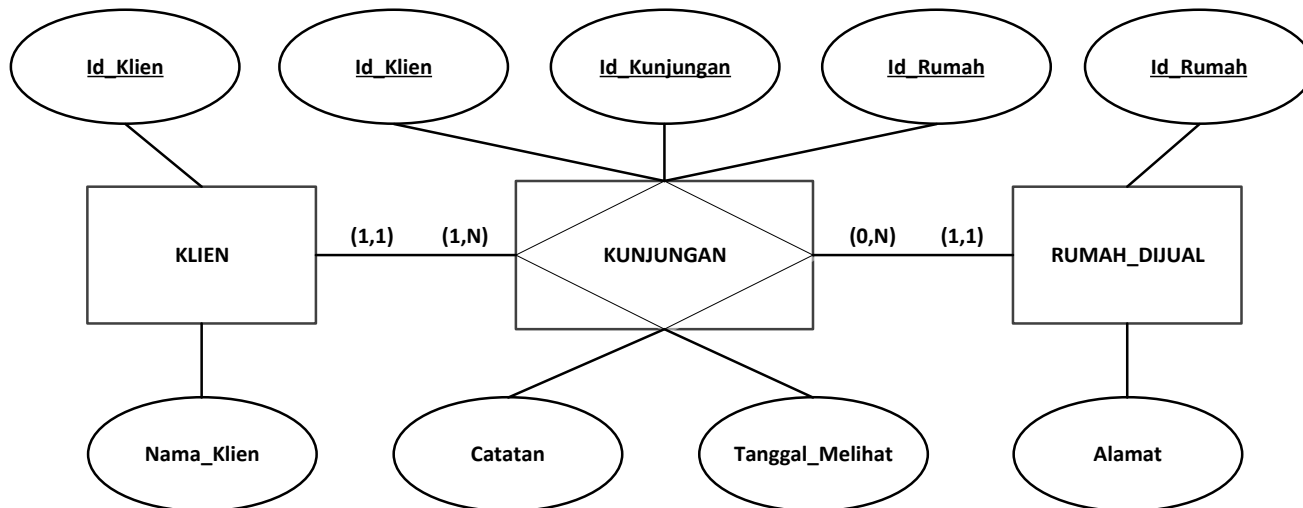 Id_Klien
Id_Klien
Id_Kunjungan
Id_Rumah
Id_Rumah
KLIEN
(1,1)
(1,N)
KUNJUNGAN
(0,N)
(1,1)
RUMAH_DIJUAL
Nama_Klien
Catatan
Tanggal_Melihat
Alamat